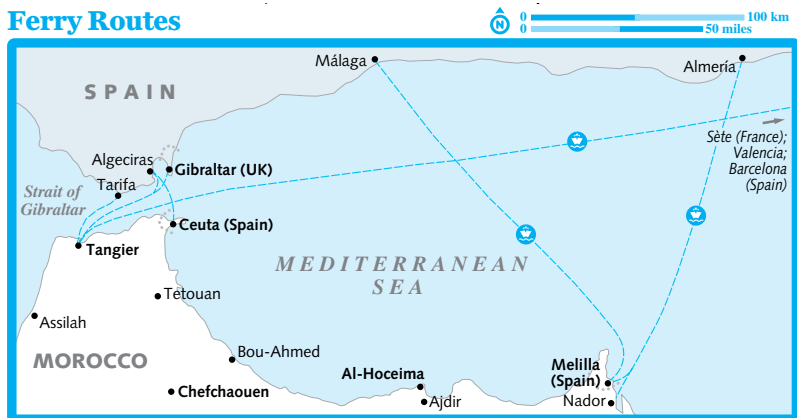 Ferry Routes
N
0 100 km
0 50 miles
Málaga
Almería
SPAIN
Sète (France);
Valencia;
Barcelona
(Spain)
Algeciras
Gibraltar (UK)
Tarifa
Strait of
Gibraltar
Ceuta (Spain)
Tangier
MEDITERRANEAN
SEA
Tetouan
Assilah
MOROCCO
Bou-Ahmed
Al-Hoceima
Melilla
(Spain)
Chefchaouen
Ajdir
Nador